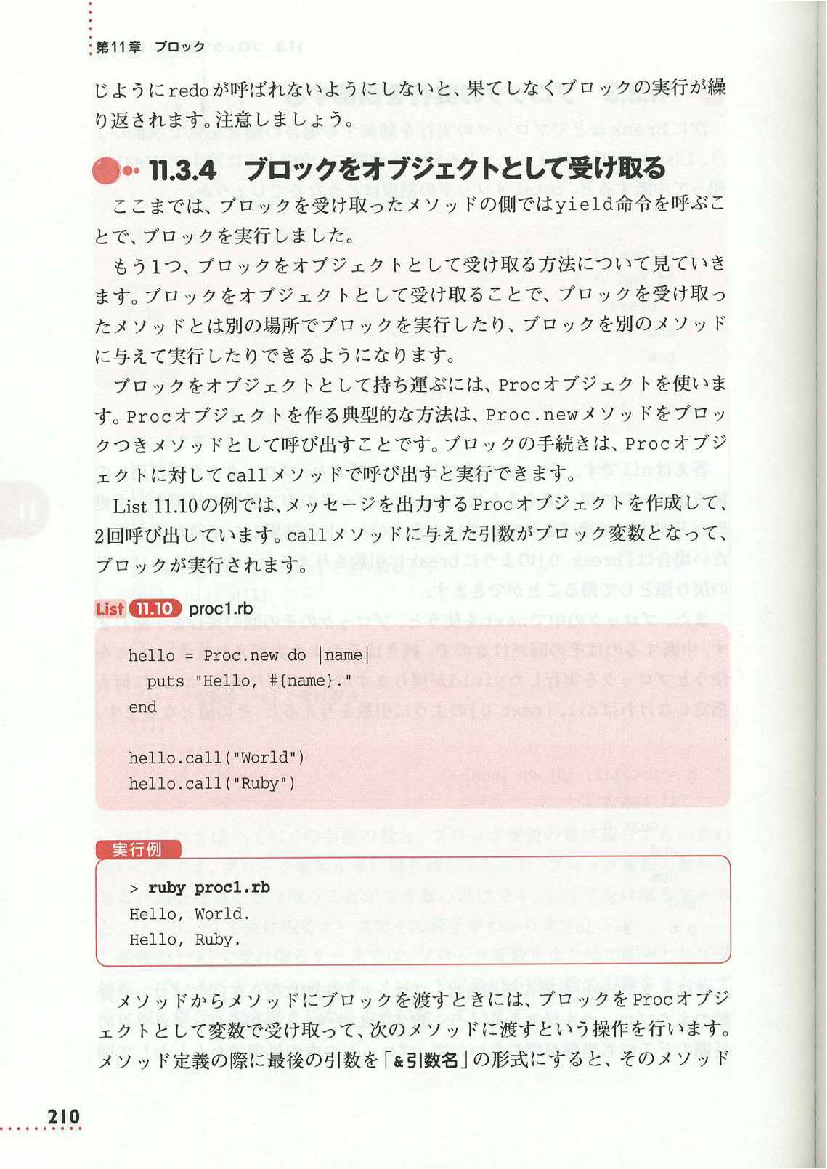 第11章 ブロック
じようにredoが呼ばれないようにしないと、果てしなくブロックの実行が繰
り返されます。注意しましょう。
11.3.4 ブロックをオブジェクトとして受け取る
ここまでは、ブロックを受け取ったメソッドの側ではyield命令を呼ぶこ
とで、ブロックを実行しました。
もう1つ、ブロックをオブジェクトとして受け取る方法について見ていき
ます。ブロックをオブジェクトとして受け取ることで、ブロックを受け取っ
たメソッドとは別の場所でブロックを実行したり、ブロックを別のメソッド
に与えて実行したりできるようになります。
ブロックをオブジェクトとして持ち運ぶには、Procオブジェクトを使いま
す。Procオブジェクトを作る典型的な方法は、Proc.newメソッドをブロッ
クつきメソッドとして呼び出すことです。ブロックの手続きは、Procオブジ
ェクトに対してcallメソッドで呼び出すと実行できます。
List 11.10の例では、メッセージを出力するProcオブジェクトを作成して、
2回呼び出しています。callメソッドに与えた引数がブロック変数となって、
ブロックが実行されます。
List 11.10 proc1.rb
hello = Proc.new do |name|
  puts "Hello, #{name}."
end
hello.call("World")
hello.call("Ruby")
実行例
> ruby proc1.rb
Hello, World.
Hello, Ruby.
メソッドからメソッドにブロックを渡すときには、ブロックをProcオブジ
ェクトとして変数で受け取って、次のメソッドに渡すという操作を行います。
メソッド定義の際に最後の引数を「&引数名」の形式にすると、そのメソッド
210